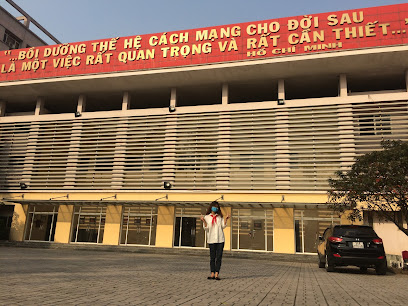 "...BỒI DƯỠNG THẾ HỆ CÁCH MẠNG CHO ĐỜI SAU
LÀ MỘT VIỆC RẤT QUAN TRỌNG VÀ RẤT CẦN THIẾT..."
HỒ CHÍ MINH